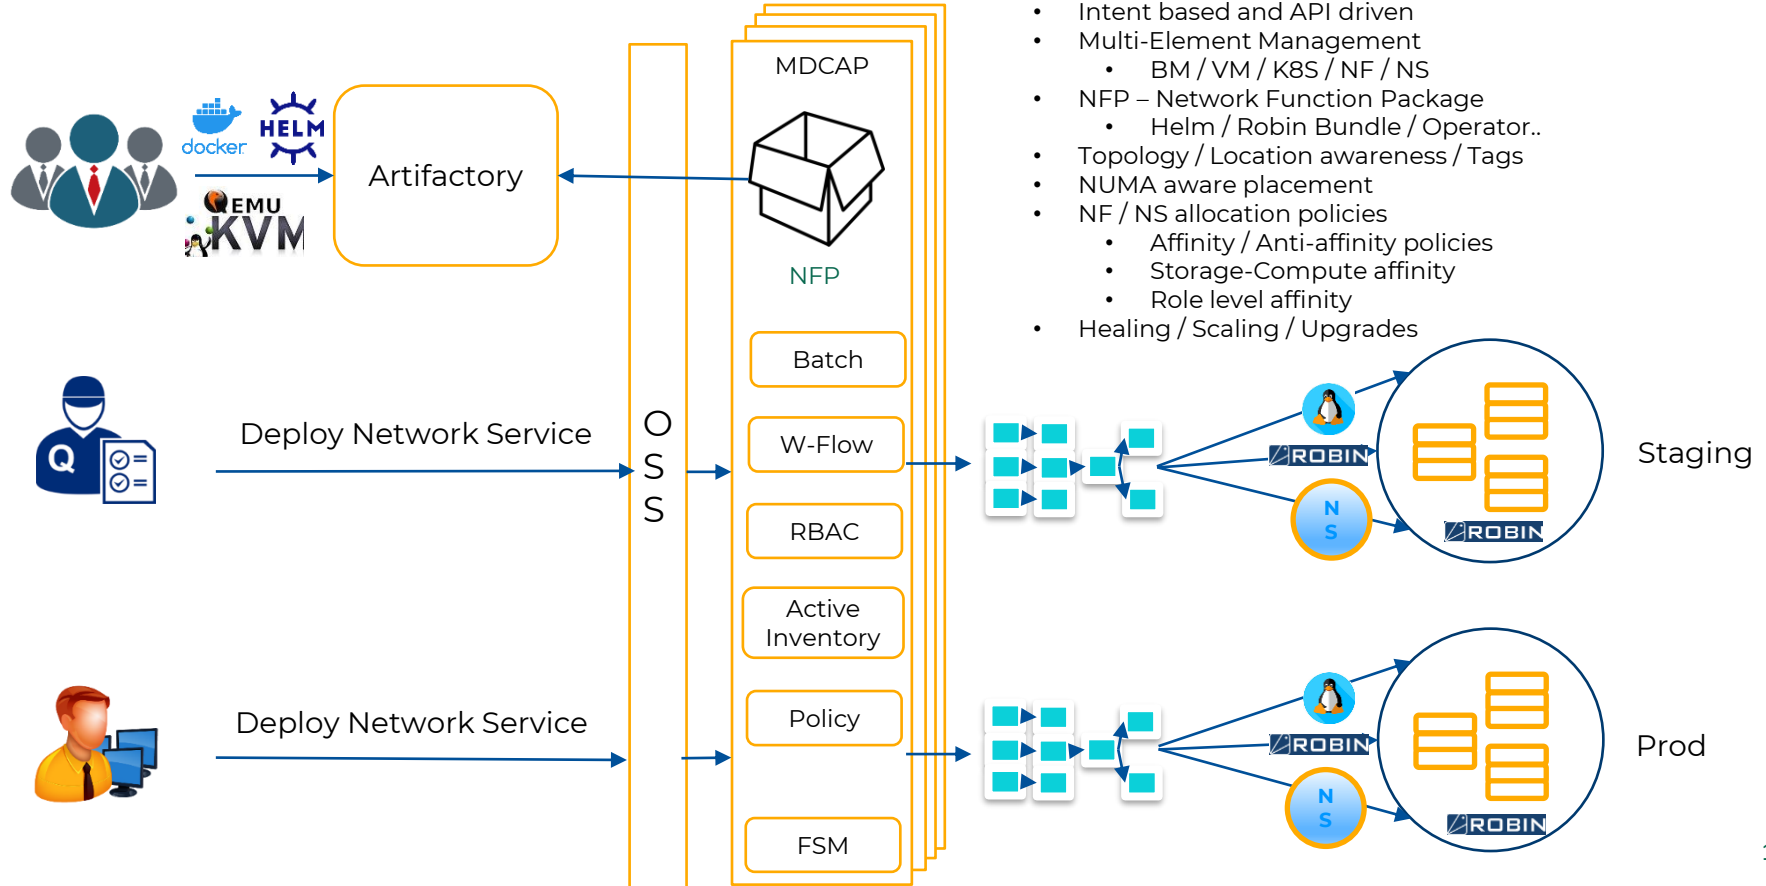 • Intent based and API driven
• Multi-Element Management
• BM / VM / K8S / NF / NS
• NFP – Network Function Package
• Helm / Robin Bundle / Operator..
• Topology / Location awareness / Tags
• NUMA aware placement
• NF / NS allocation policies
• Affinity / Anti-affinity policies
• Storage-Compute affinity
• Role level affinity
• Healing / Scaling / Upgrades
docker
HELM
QEMU
KVM
Artifactory
MDCAP
NFP
Batch
W-Flow
RBAC
Active
Inventory
Policy
FSM
O
S
S
Q
Deploy Network Service
Deploy Network Service
ROBIN
N
S
ROBIN
Staging
ROBIN
N
S
ROBIN
Prod